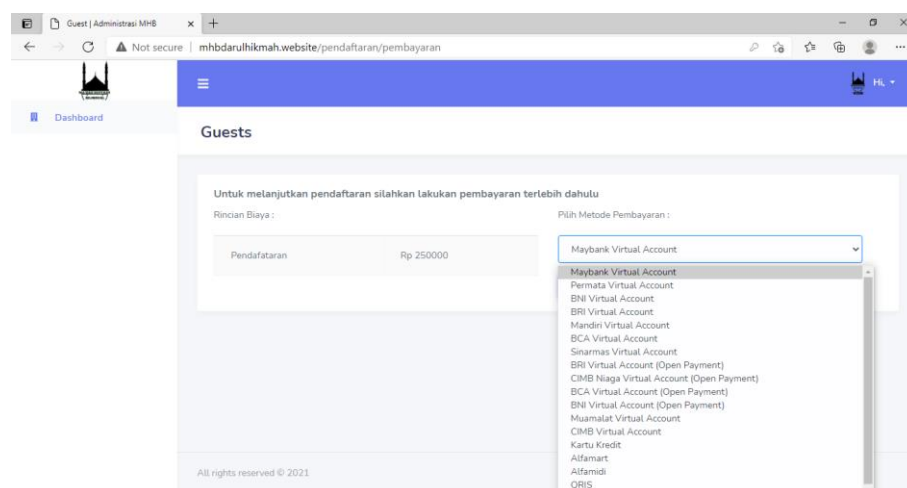 Guest | Administrasi MHB
Not secure | mhbdarulhikmah.website/pendaftaran/pembayaran
Hi,
Dashboard
Guests
Untuk melanjutkan pendaftaran silahkan lakukan pembayaran terlebih dahulu
Rincian Biaya :
Pilih Metode Pembayaran :
Pendafataran Rp 250000
Maybank Virtual Account
Maybank Virtual Account
Permata Virtual Account
BNI Virtual Account
BRI Virtual Account
Mandiri Virtual Account
BCA Virtual Account
Sinarmas Virtual Account
BRI Virtual Account (Open Payment)
CIMB Niaga Virtual Account (Open Payment)
BCA Virtual Account (Open Payment)
BNI Virtual Account (Open Payment)
Muamalat Virtual Account
CIMB Virtual Account
Kartu Kredit
Alfamart
Alfamidi
QRIS
All rights reserved © 2021